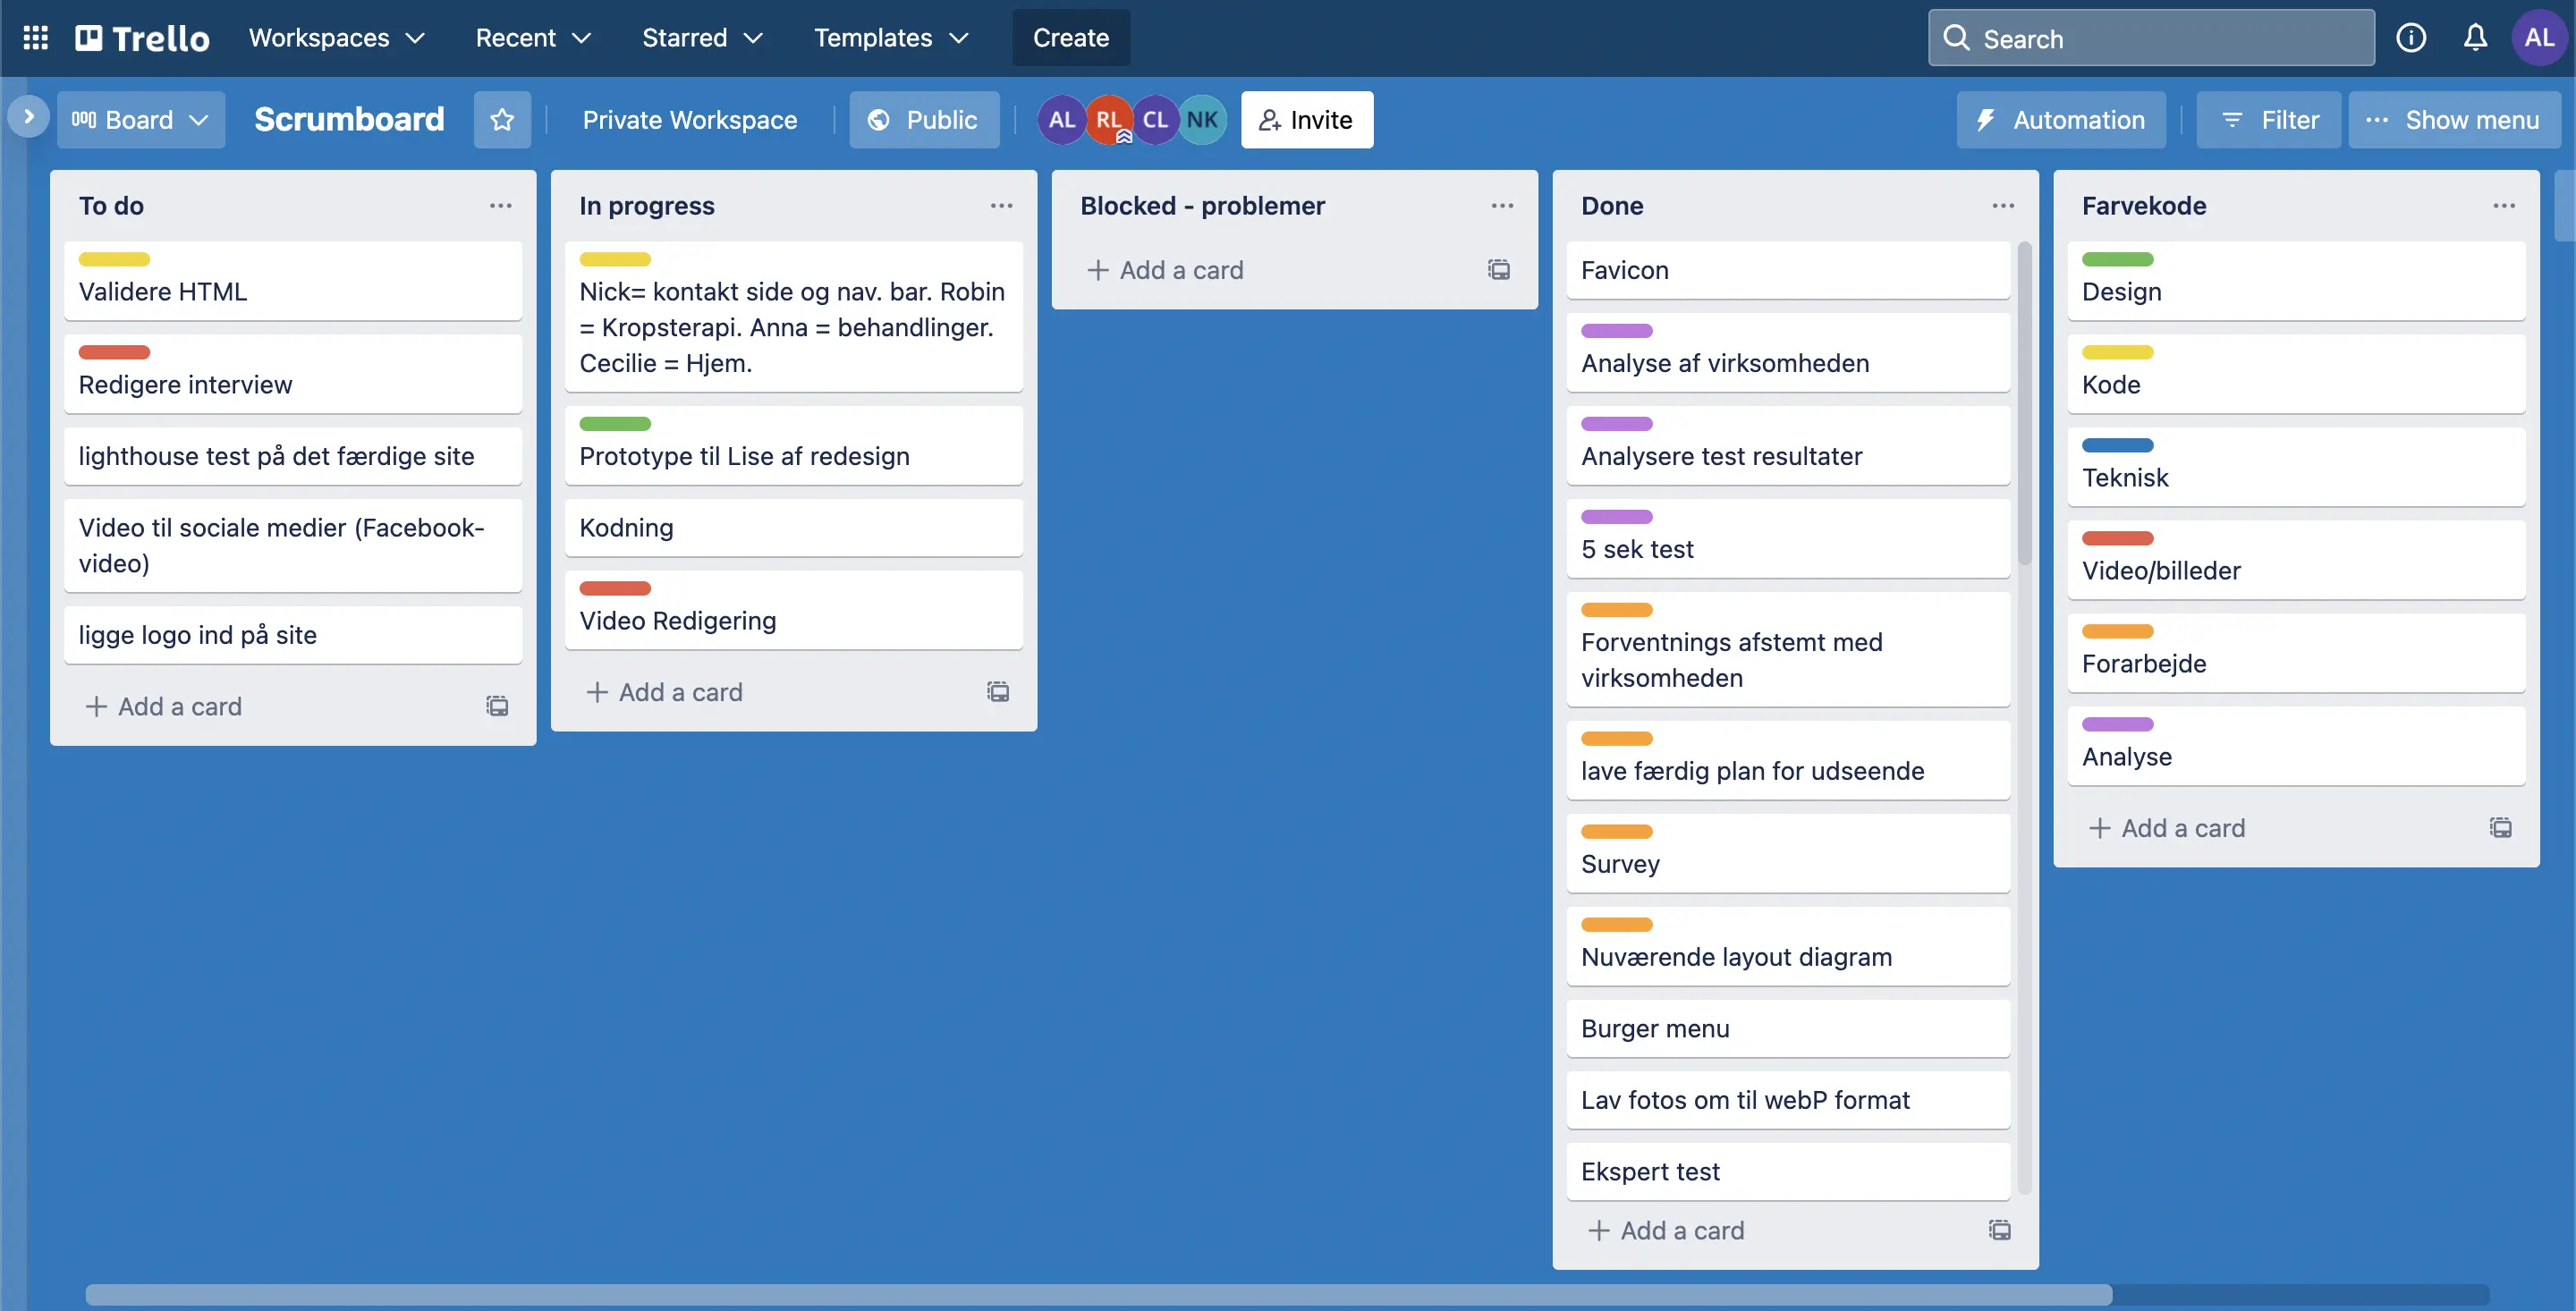 Trello Workspaces Recent Starred Templates Create Search AL
Board Scrumboard Private Workspace Public AL RL CL NK Invite Automation Filter Show menu
To do
Validere HTML
Redigere interview
lighthouse test på det færdige site
Video til sociale medier (Facebook-
video)
ligge logo ind på site
Add a card
In progress
Nick= kontakt side og nav. bar. Robin
= Kropsterapi. Anna = behandlinger.
Cecilie = Hjem.
Prototype til Lise af redesign
Kodning
Video Redigering
Add a card
Blocked - problemer
Add a card
Done
Favicon
Analyse af virksomheden
Analysere test resultater
5 sek test
Forventnings afstemt med
virksomheden
lave færdig plan for udseende
Survey
Nuværende layout diagram
Burger menu
Lav fotos om til webP format
Ekspert test
Add a card
Farvekode
Design
Kode
Teknisk
Video/billeder
Forarbejde
Analyse
Add a card